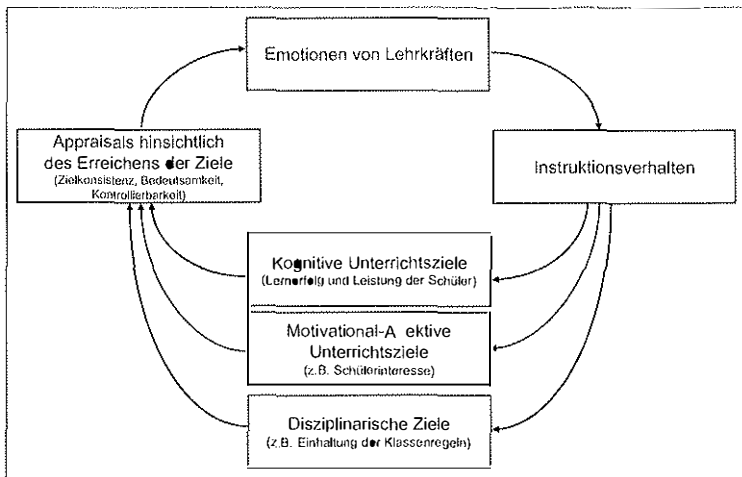 Emotionen von Lehrkräften
Appraisals hinsichtlich
des Erreichens der Ziele
(Zielkonsistenz, Bedeutsamkeit,
Kontrollierbarkeit)
Instruktionsverhalten
Kognitive Unterrichtsziele
(Lernerfolg und Leistung der Schüler)
Motivational-A ektive
Unterrichtsziele
(z.B. Schülerinteresse)
Disziplinarische Ziele
(z.B. Einhaltung der Klassenregeln)